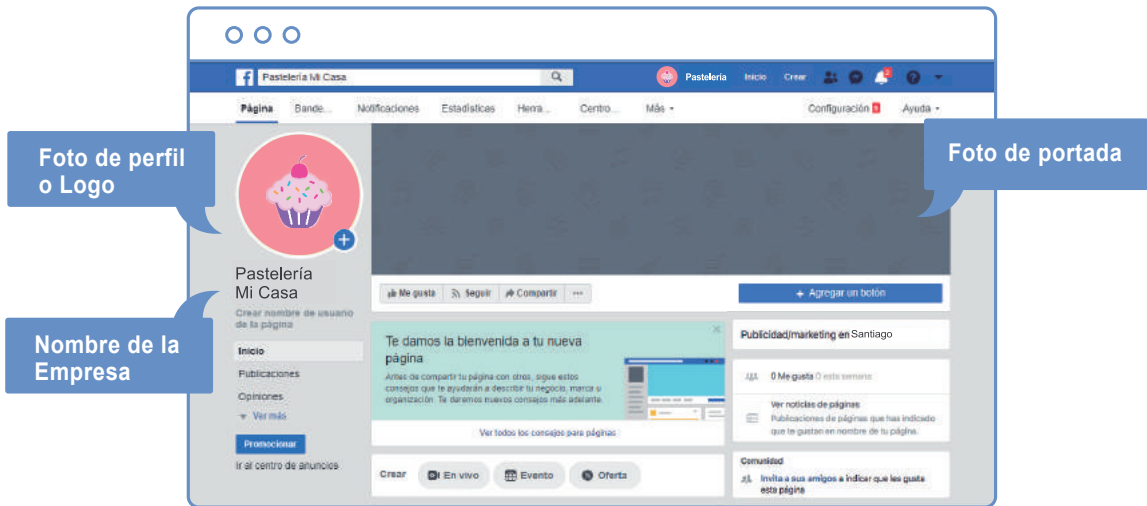 Pastelería Mi Casa
Pastelería Inicio Crear
Página Bande... Notificaciones Estadísticas Herra... Centro... Más Configuración Ayuda
Foto de perfil
o Logo
Foto de portada
Pastelería
Mi Casa
Crear nombre de usuario
de la página
Nombre de la
Empresa
Inicio
Publicaciones
Opiniones
Ver más
Promocionar
Ir al centro de anuncios
Me gusta Seguir Compartir ...
+ Agregar un botón
Te damos la bienvenida a tu nueva
página
Antes de compartir tu página con otros, sigue estos
consejos que te ayudarán a describir tu negocio, marca u
organización. Te daremos nuevos consejos más adelante.
Ver todos los consejos para páginas
Crear En vivo Evento Oferta
Publicidad/marketing en Santiago
0 Me gusta 0 esta semana
Ver noticias de páginas
Publicaciones de páginas que has indicado
que te gustan en nombre de tu página.
Comunidad
Invita a sus amigos a indicar que les gusta
esta página